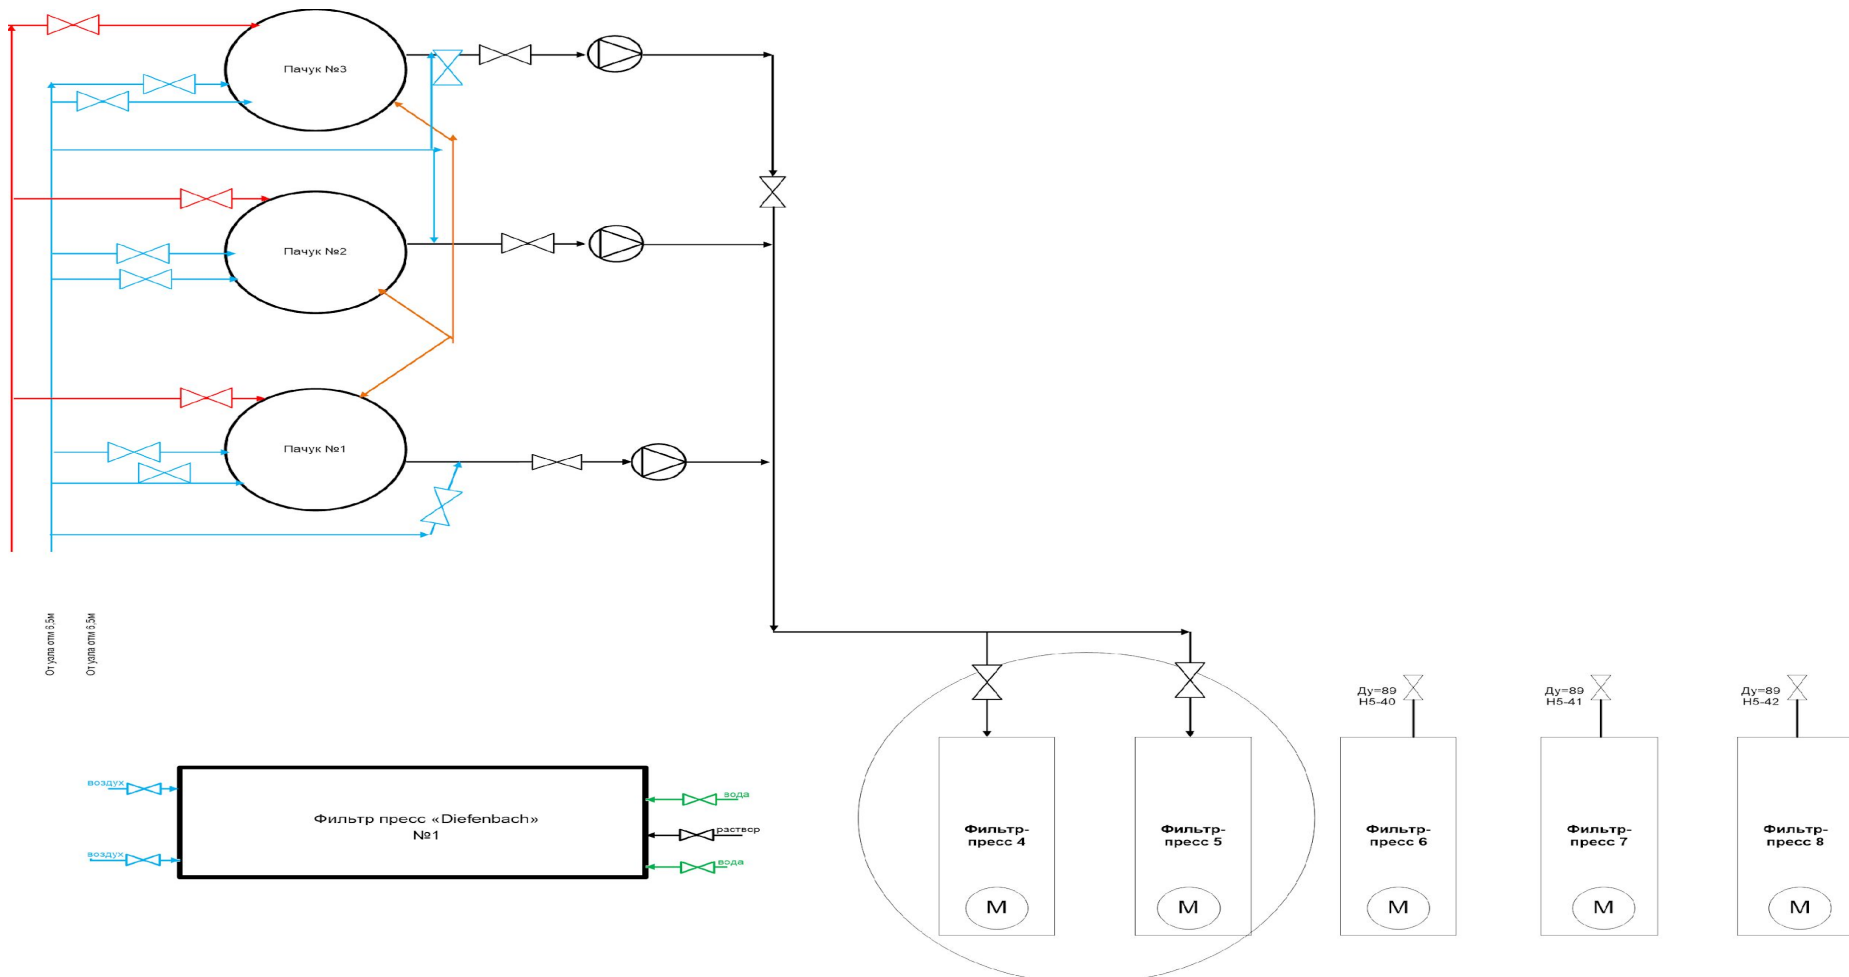 Пачук №3
Пачук №2
Пачук №1
От узла отм 6,5м
От узла отм 6,5м
воздух
воздух
Фильтр пресс «Diefenbach»
№1
вода
раствор
вода
Фильтр-
пресс 4
М
Фильтр-
пресс 5
М
Ду=89
Н5-40
Фильтр-
пресс 6
М
Ду=89
Н5-41
Фильтр-
пресс 7
М
Ду=89
Н5-42
Фильтр-
пресс 8
М